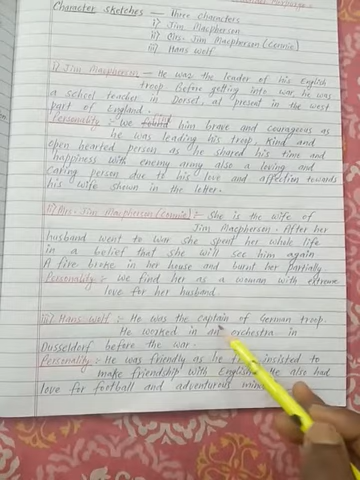 Character sketches - three characters
i) Jim Macpherson
ii) Mrs. Jim Macpherson (Connie)
iii) Hans Wolf
i) Jim Macpherson - He was the leader of his English
troop Before getting into war, he was
a school teacher in Dorset, at present in the west
part of England.
Personality :- We him brave and courageous as
he was leading his troop, Kind and
open hearted person as he shared his time and
happiness with enemy army also a loving and
caring person due to his love and affection towards
his wife shown in the letter.
ii) Mrs. Jim Macpherson (Connie) :- She is the wife of
Jim Macpherson. After her
husband went to war she spent her whole life
in a belief that she will see him again
A fire broke in her house and burnt her partially.
Personality :- We find her as a woman with extreme
love for her husband.
iii) Hans Wolf :- He was the captain of German troop.
He worked in an orchestra in
Dusseldorf before the war.
Personality :- He was friendly as he insisted to
make friendship with English. He also had
love for football and adventurous